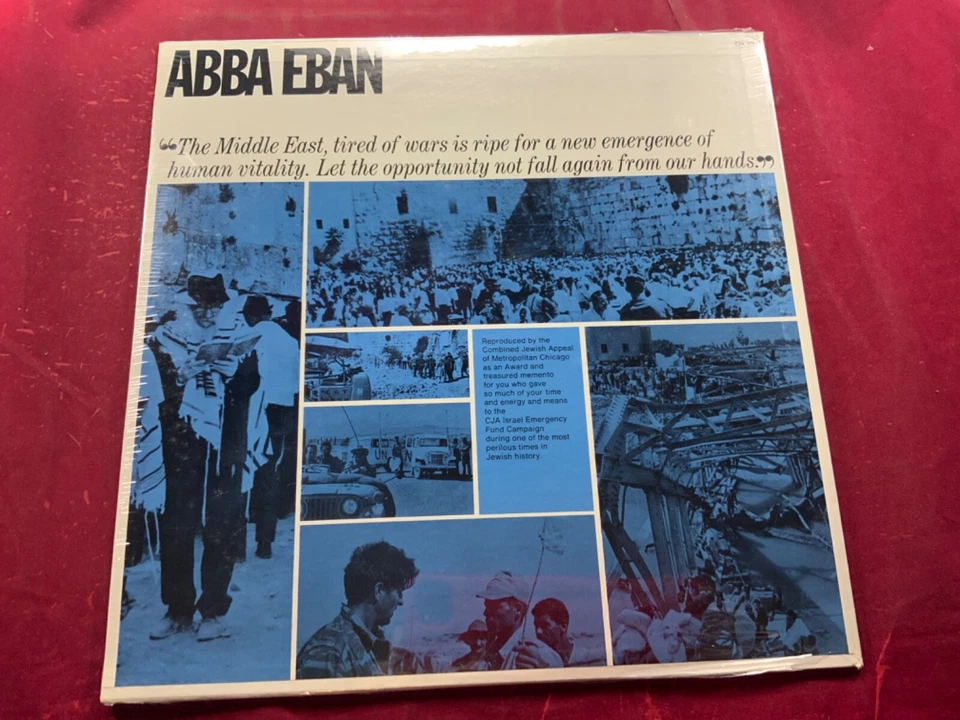 ABBA EBAN
“The Middle East, tired of wars is ripe for a new emergence of
human vitality. Let the opportunity not fall again from our hands.”
Reproduced by the
Combined Jewish Appeal
of Metropolitan Chicago
as an Award and
treasured memento
for you who gave
so much of your time
and energy and means
to the
CJA Israel Emergency
Fund Campaign
during one of the most
perilous times in
Jewish history.
UN